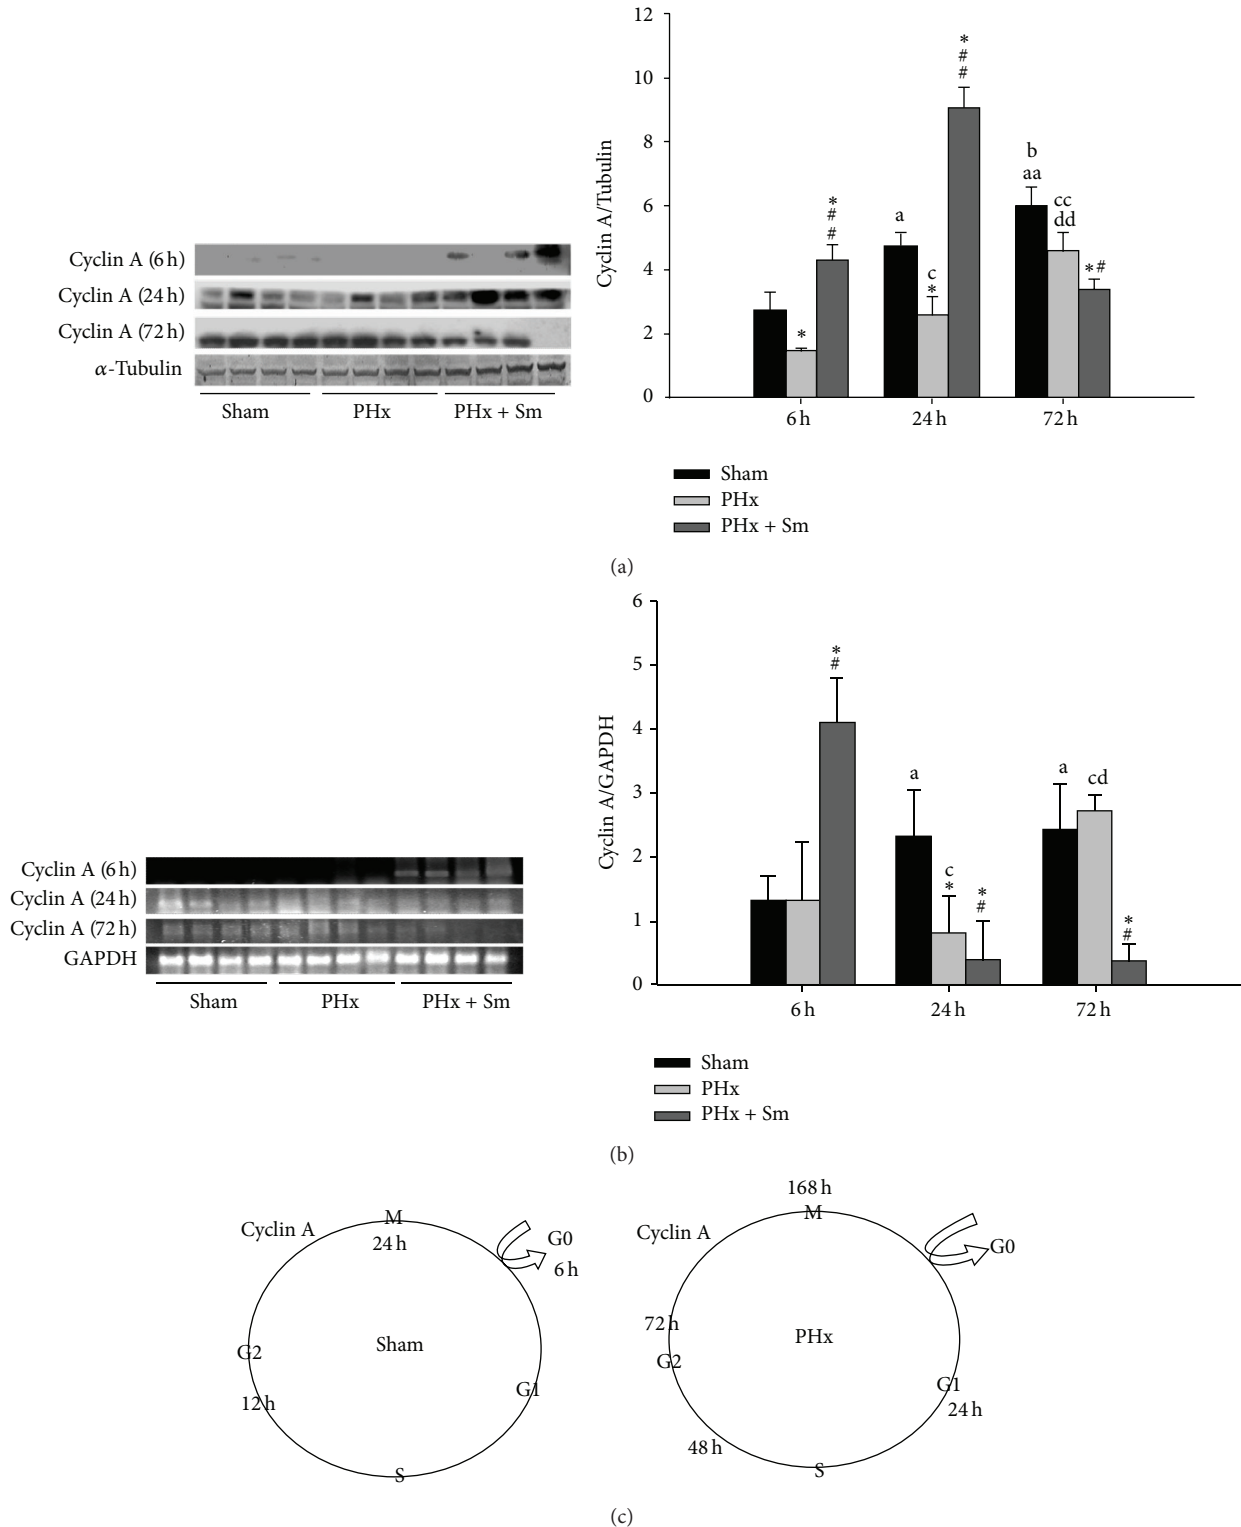 12
10
8
6
4
2
0
Cyclin A/Tubulin
*
#
#
*
*
#
#
a
c
*
b
aa
cc
dd
*#
6 h
24 h
72 h
Cyclin A (6 h)
Cyclin A (24 h)
Cyclin A (72 h)
α-Tubulin
Sham
PHx
PHx + Sm
Sham
PHx
PHx + Sm
(a)
6
5
4
3
2
1
0
Cyclin A/GAPDH
*
#
a
c
*
*
#
a
cd
*
#
6 h
24 h
72 h
Cyclin A (6 h)
Cyclin A (24 h)
Cyclin A (72 h)
GAPDH
Sham
PHx
PHx + Sm
Sham
PHx
PHx + Sm
(b)
Cyclin A
M
24 h
G0
6 h
Sham
G2
12 h
G1
S
168 h
M
Cyclin A
G0
72 h
PHx
G2
G1
24 h
48 h
S
(c)